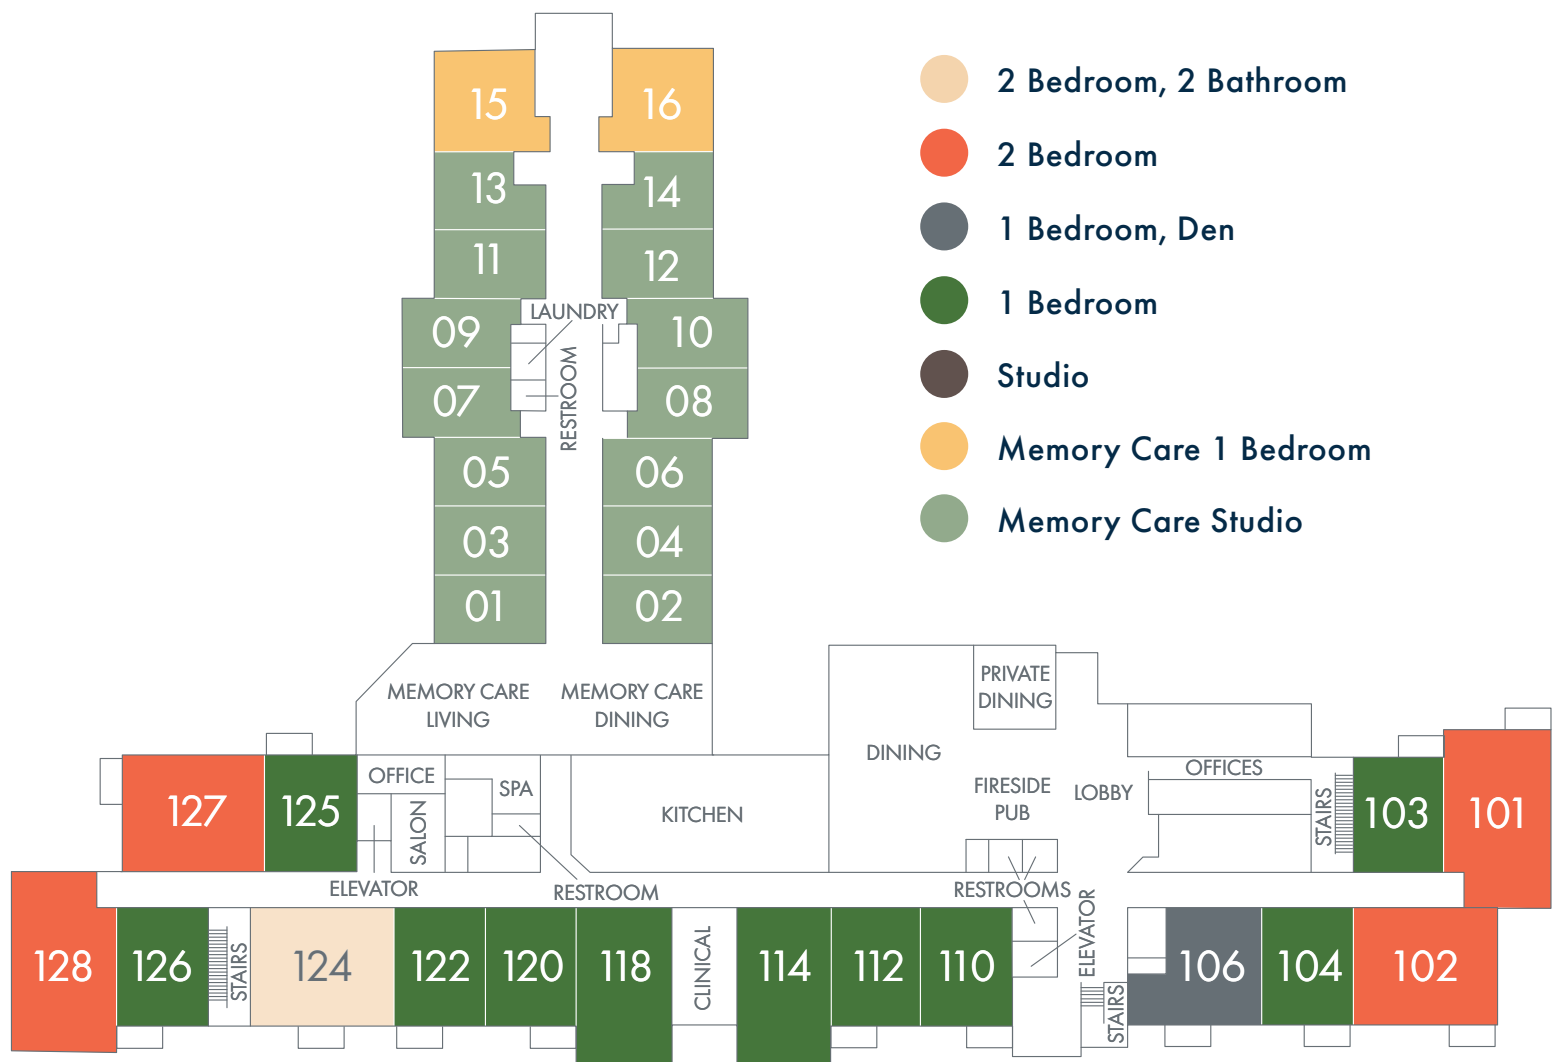 15
16
2 Bedroom, 2 Bathroom
2 Bedroom
13
14
1 Bedroom, Den
11
12
1 Bedroom
LAUNDRY
09
10
RESTROOM
Studio
07
08
Memory Care 1 Bedroom
05
06
Memory Care Studio
03
04
01
02
MEMORY CARE
LIVING
MEMORY CARE
DINING
PRIVATE
DINING
DINING
OFFICE
SPA
FIRESIDE
PUB
LOBBY
OFFICES
127
125
SALON
KITCHEN
STAIRS
103
101
ELEVATOR
RESTROOM
RESTROOMS
ELEVATOR
128
126
STAIRS
124
122
120
118
CLINICAL
114
112
110
STAIRS
106
104
102